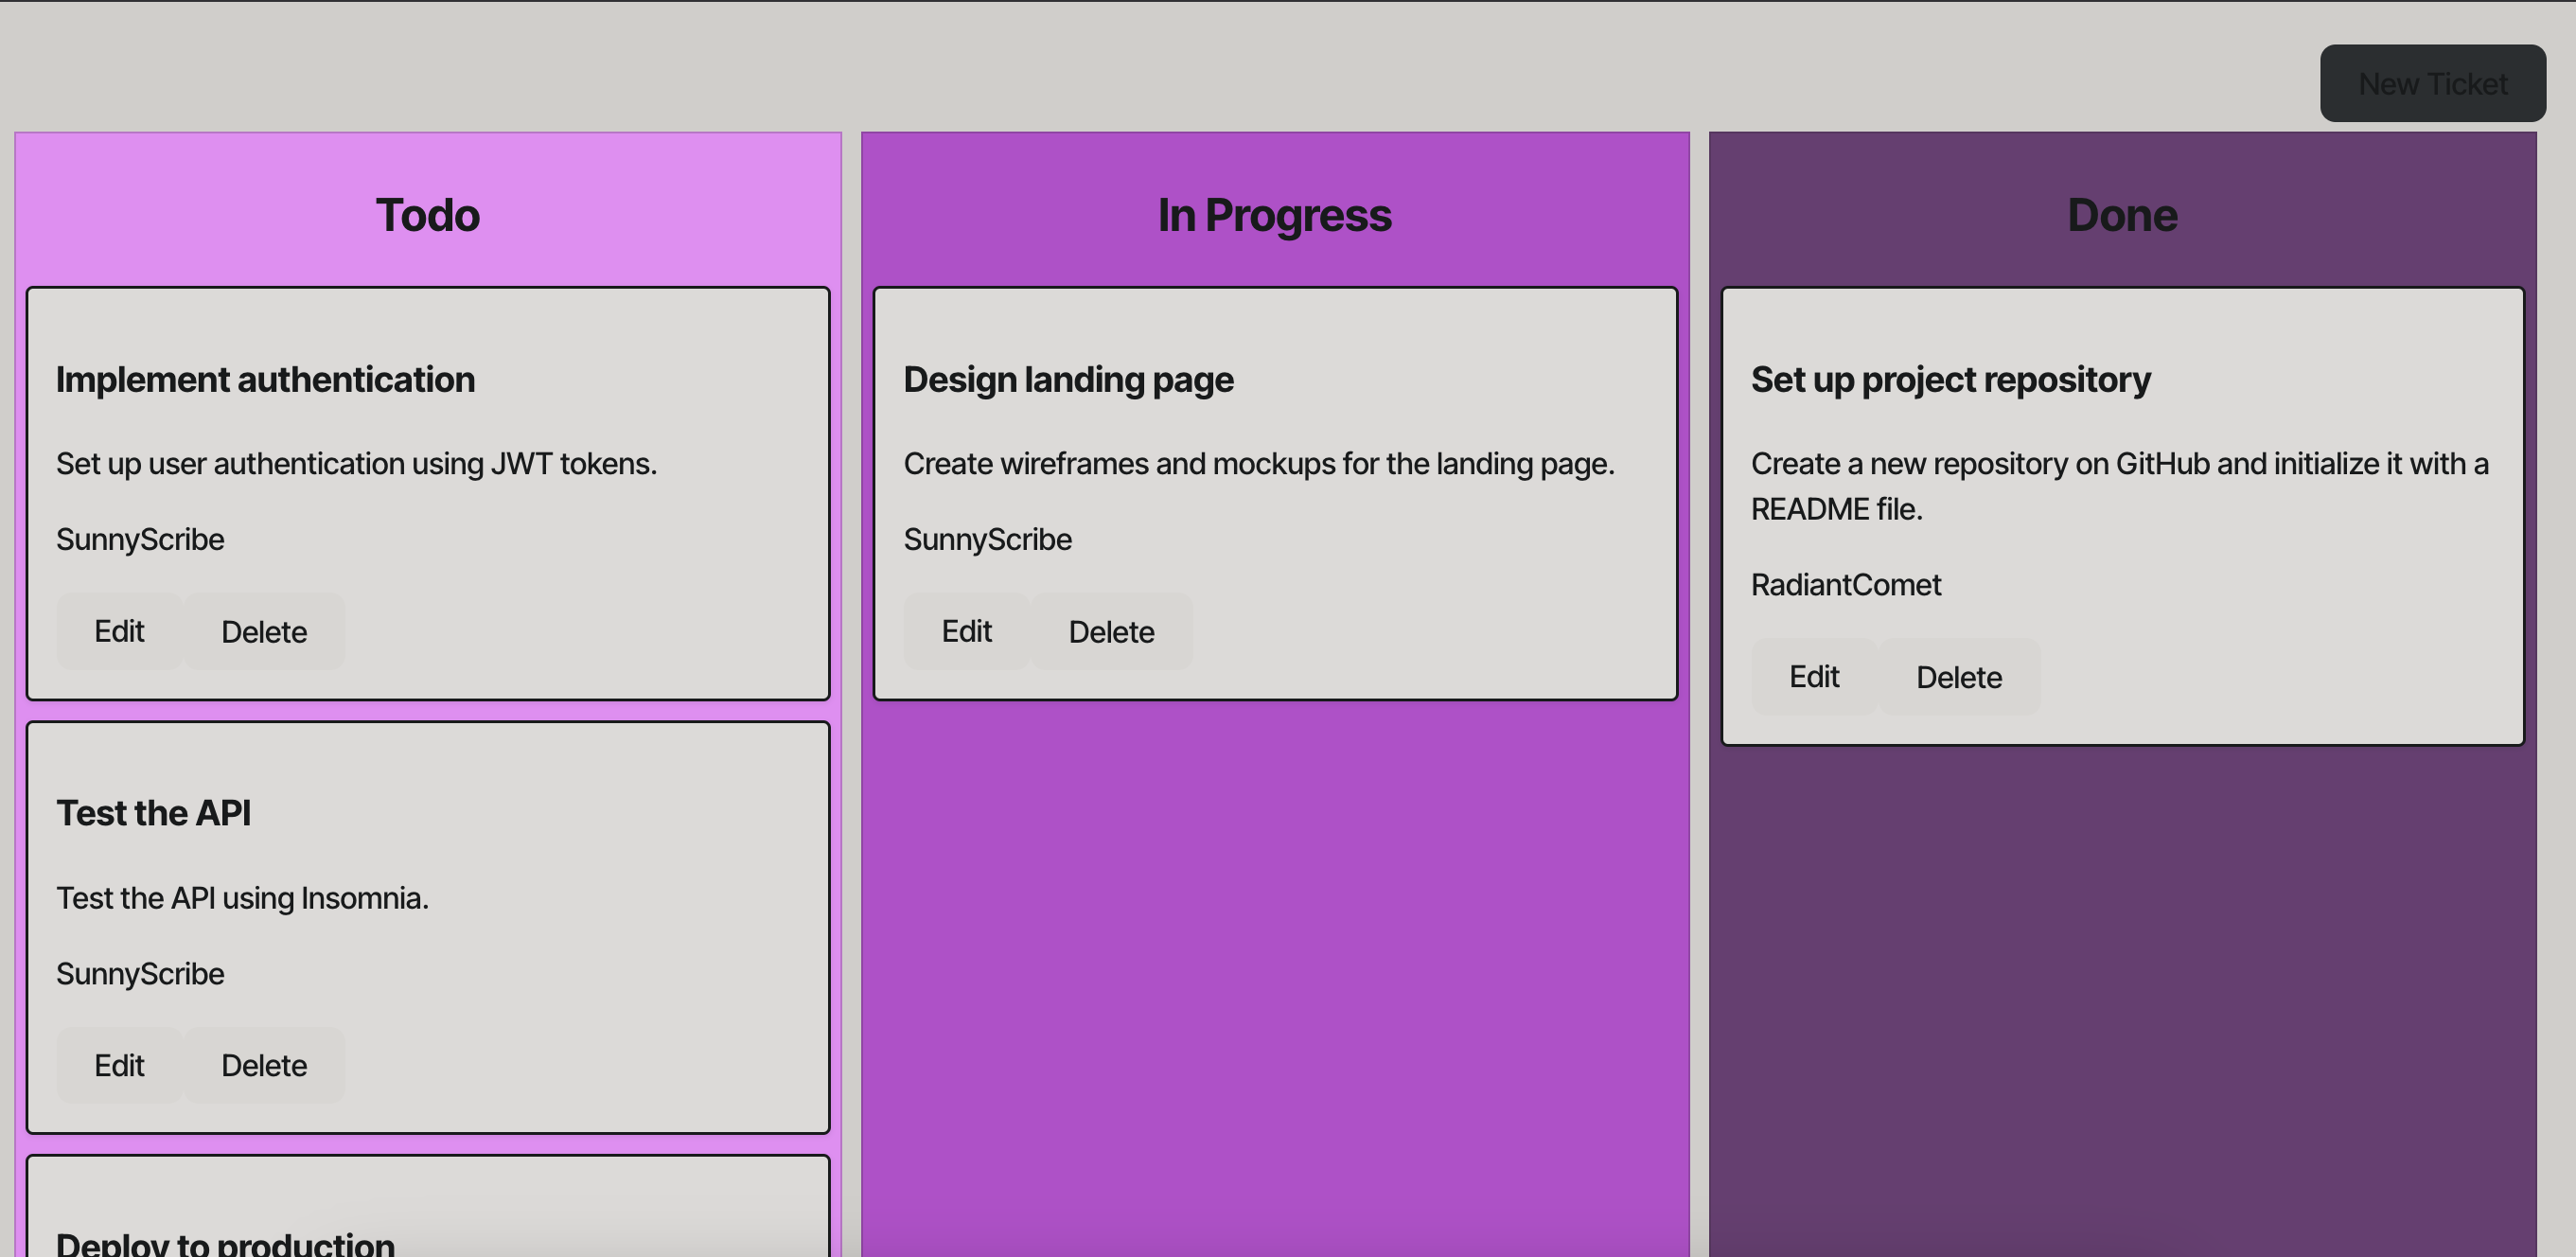 New Ticket
Todo
Implement authentication
Set up user authentication using JWT tokens.
SunnyScribe
Edit
Delete
Test the API
Test the API using Insomnia.
SunnyScribe
Edit
Delete
Deploy to production
In Progress
Design landing page
Create wireframes and mockups for the landing page.
SunnyScribe
Edit
Delete
Done
Set up project repository
Create a new repository on GitHub and initialize it with a
README file.
RadiantComet
Edit
Delete